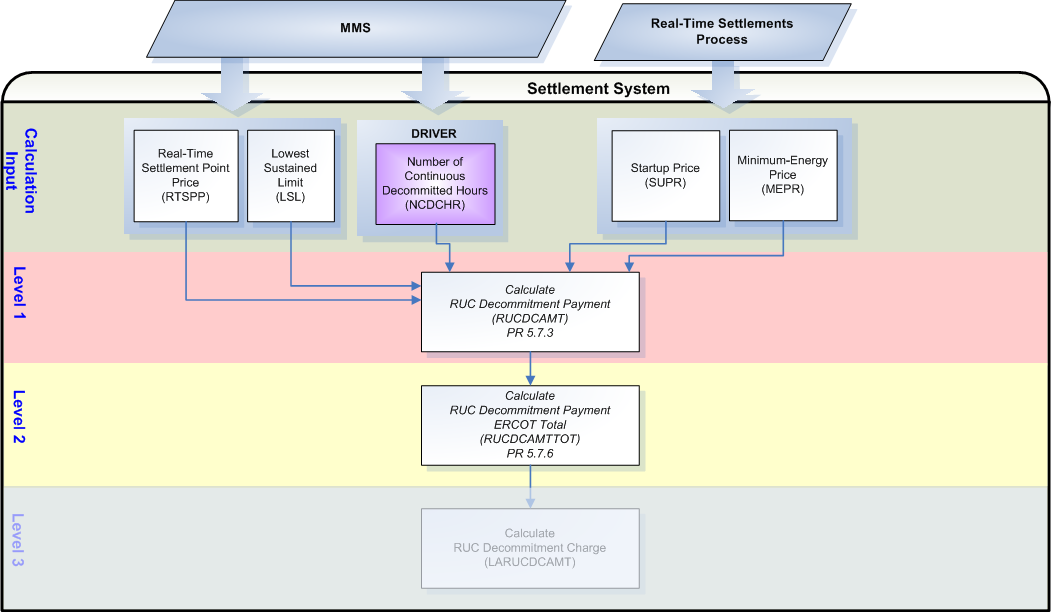 MMS
Real-Time Settlements
Process
Settlement System
Calculation
Input
Real-Time
Settlement Point
Price
(RTSPP)
Lowest
Sustained
Limit
(LSL)
DRIVER
Number of
Continuous
Decommitted Hours
(NCDCHR)
Startup Price
(SUPR)
Minimum-Energy
Price
(MEPR)
Level 1
Calculate
RUC Decommitment Payment
(RUCDCAMT)
PR 5.7.3
Level 2
Calculate
RUC Decommitment Payment
ERCOT Total
(RUCDCAMTTOT)
PR 5.7.6
Level 3
Calculate
RUC Decommitment Charge
(LARUCDCAMT)